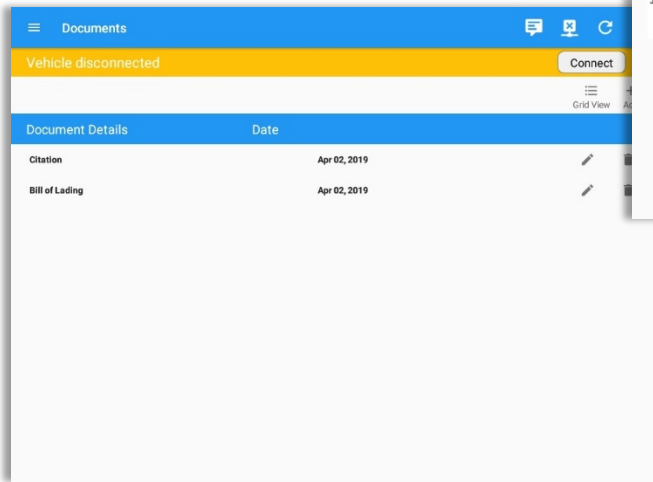 Documents
Vehicle disconnected Connect
Grid View
Document Details Date
Citation Apr 02, 2019
Bill of Lading Apr 02, 2019